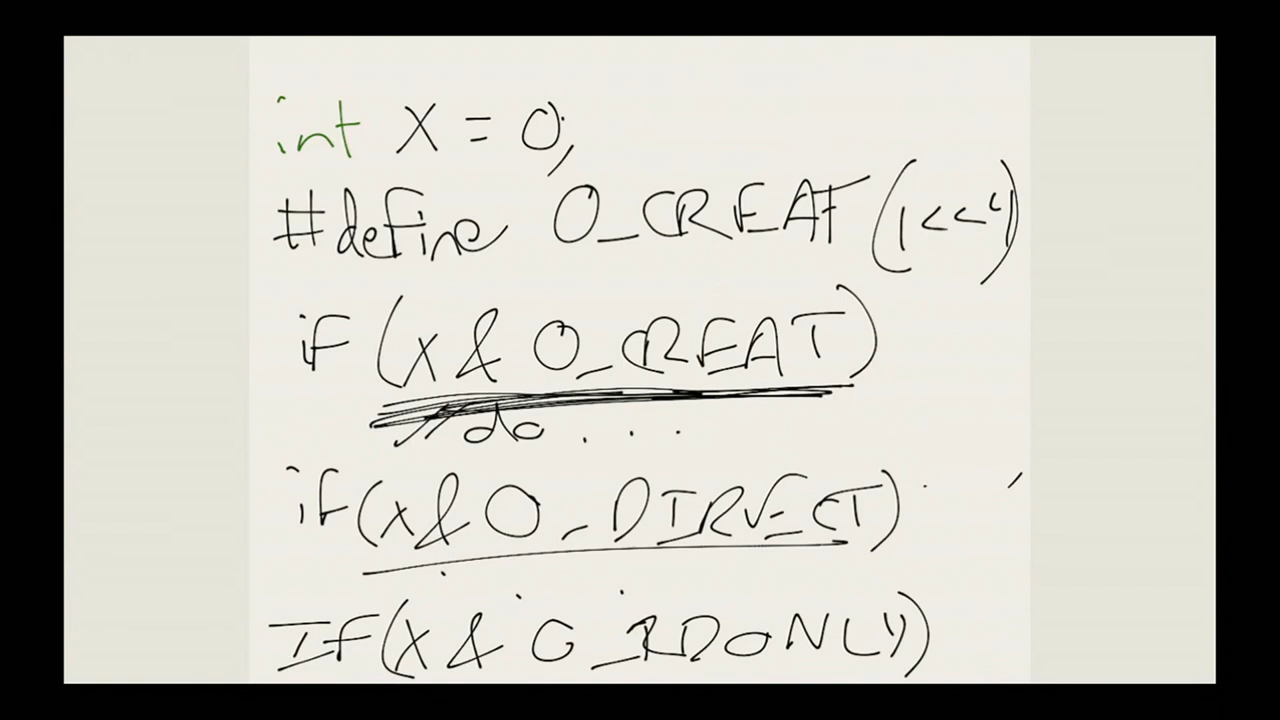 int X = 0;
#define O_CREAT (1<<4)
if (x & O_CREAT)
// do . . .
if (x & O_DIRECT)
If (x & O_RDONLY)